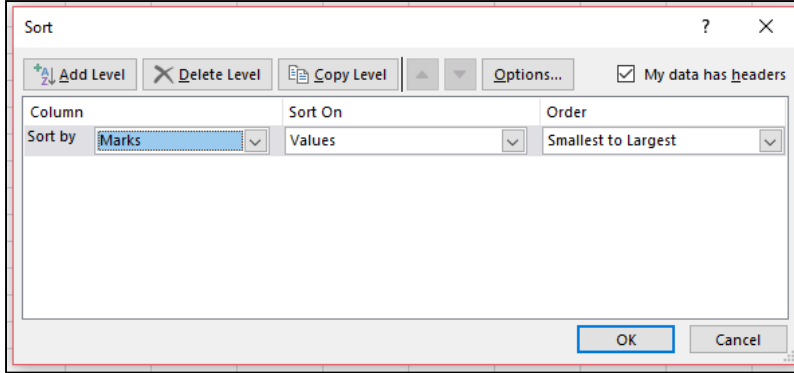 Sort ? ×
Add Level Delete Level Copy Level Options... My data has headers
Column Sort On Order
Sort by Marks Values Smallest to Largest
OK Cancel